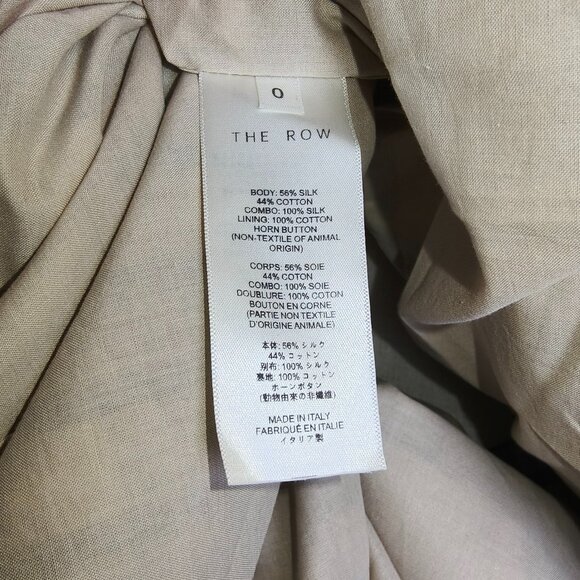 0
THE ROW
BODY: 56% SILK
44% COTTON
COMBO: 100% SILK
LINING: 100% COTTON
HORN BUTTON
(NON-TEXTILE OF ANIMAL
ORIGIN)
CORPS: 56% SOIE
44% COTON
COMBO: 100% SOIE
DOUBLURE: 100% COTON
BOUTON EN CORNE
(PARTIE NON TEXTILE
D'ORIGINE ANIMALE)
本体: 56% シルク
44% コットン
別布: 100% シルク
裏地: 100% コットン
ホーンボタン
(動物由来の非繊維)
MADE IN ITALY
FABRIQUÉ EN ITALIE
イタリア製